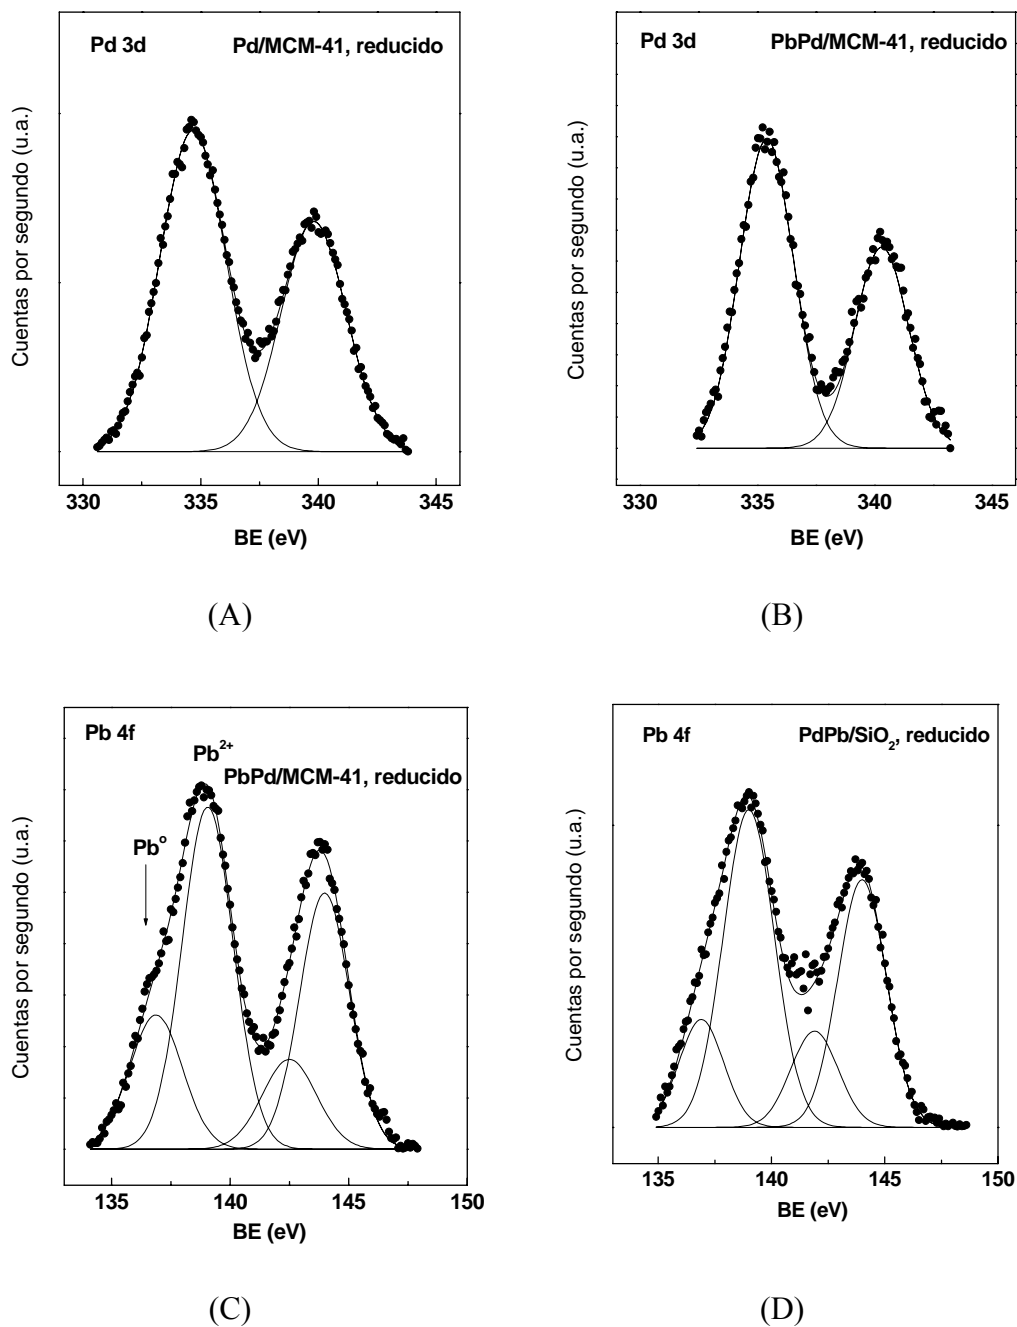 Pd 3d Pd/MCM-41, reducido
Cuentas por segundo (u.a.)
330 335 340 345
BE (eV)
(A)
Pd 3d PbPd/MCM-41, reducido
Cuentas por segundo (u.a.)
330 335 340 345
BE (eV)
(B)
Pb 4f
Pb²⁺
PbPd/MCM-41, reducido
Pb⁰
Cuentas por segundo (u.a.)
135 140 145 150
BE (eV)
(C)
Pb 4f PdPb/SiO₂, reducido
Cuentas por segundo (u.a.)
135 140 145 150
BE (eV)
(D)